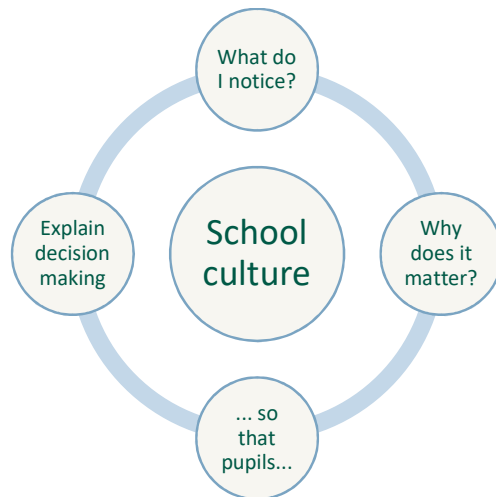 What do
I notice?
Explain
decision
making
School
culture
Why
does it
matter?
... so
that
pupils...